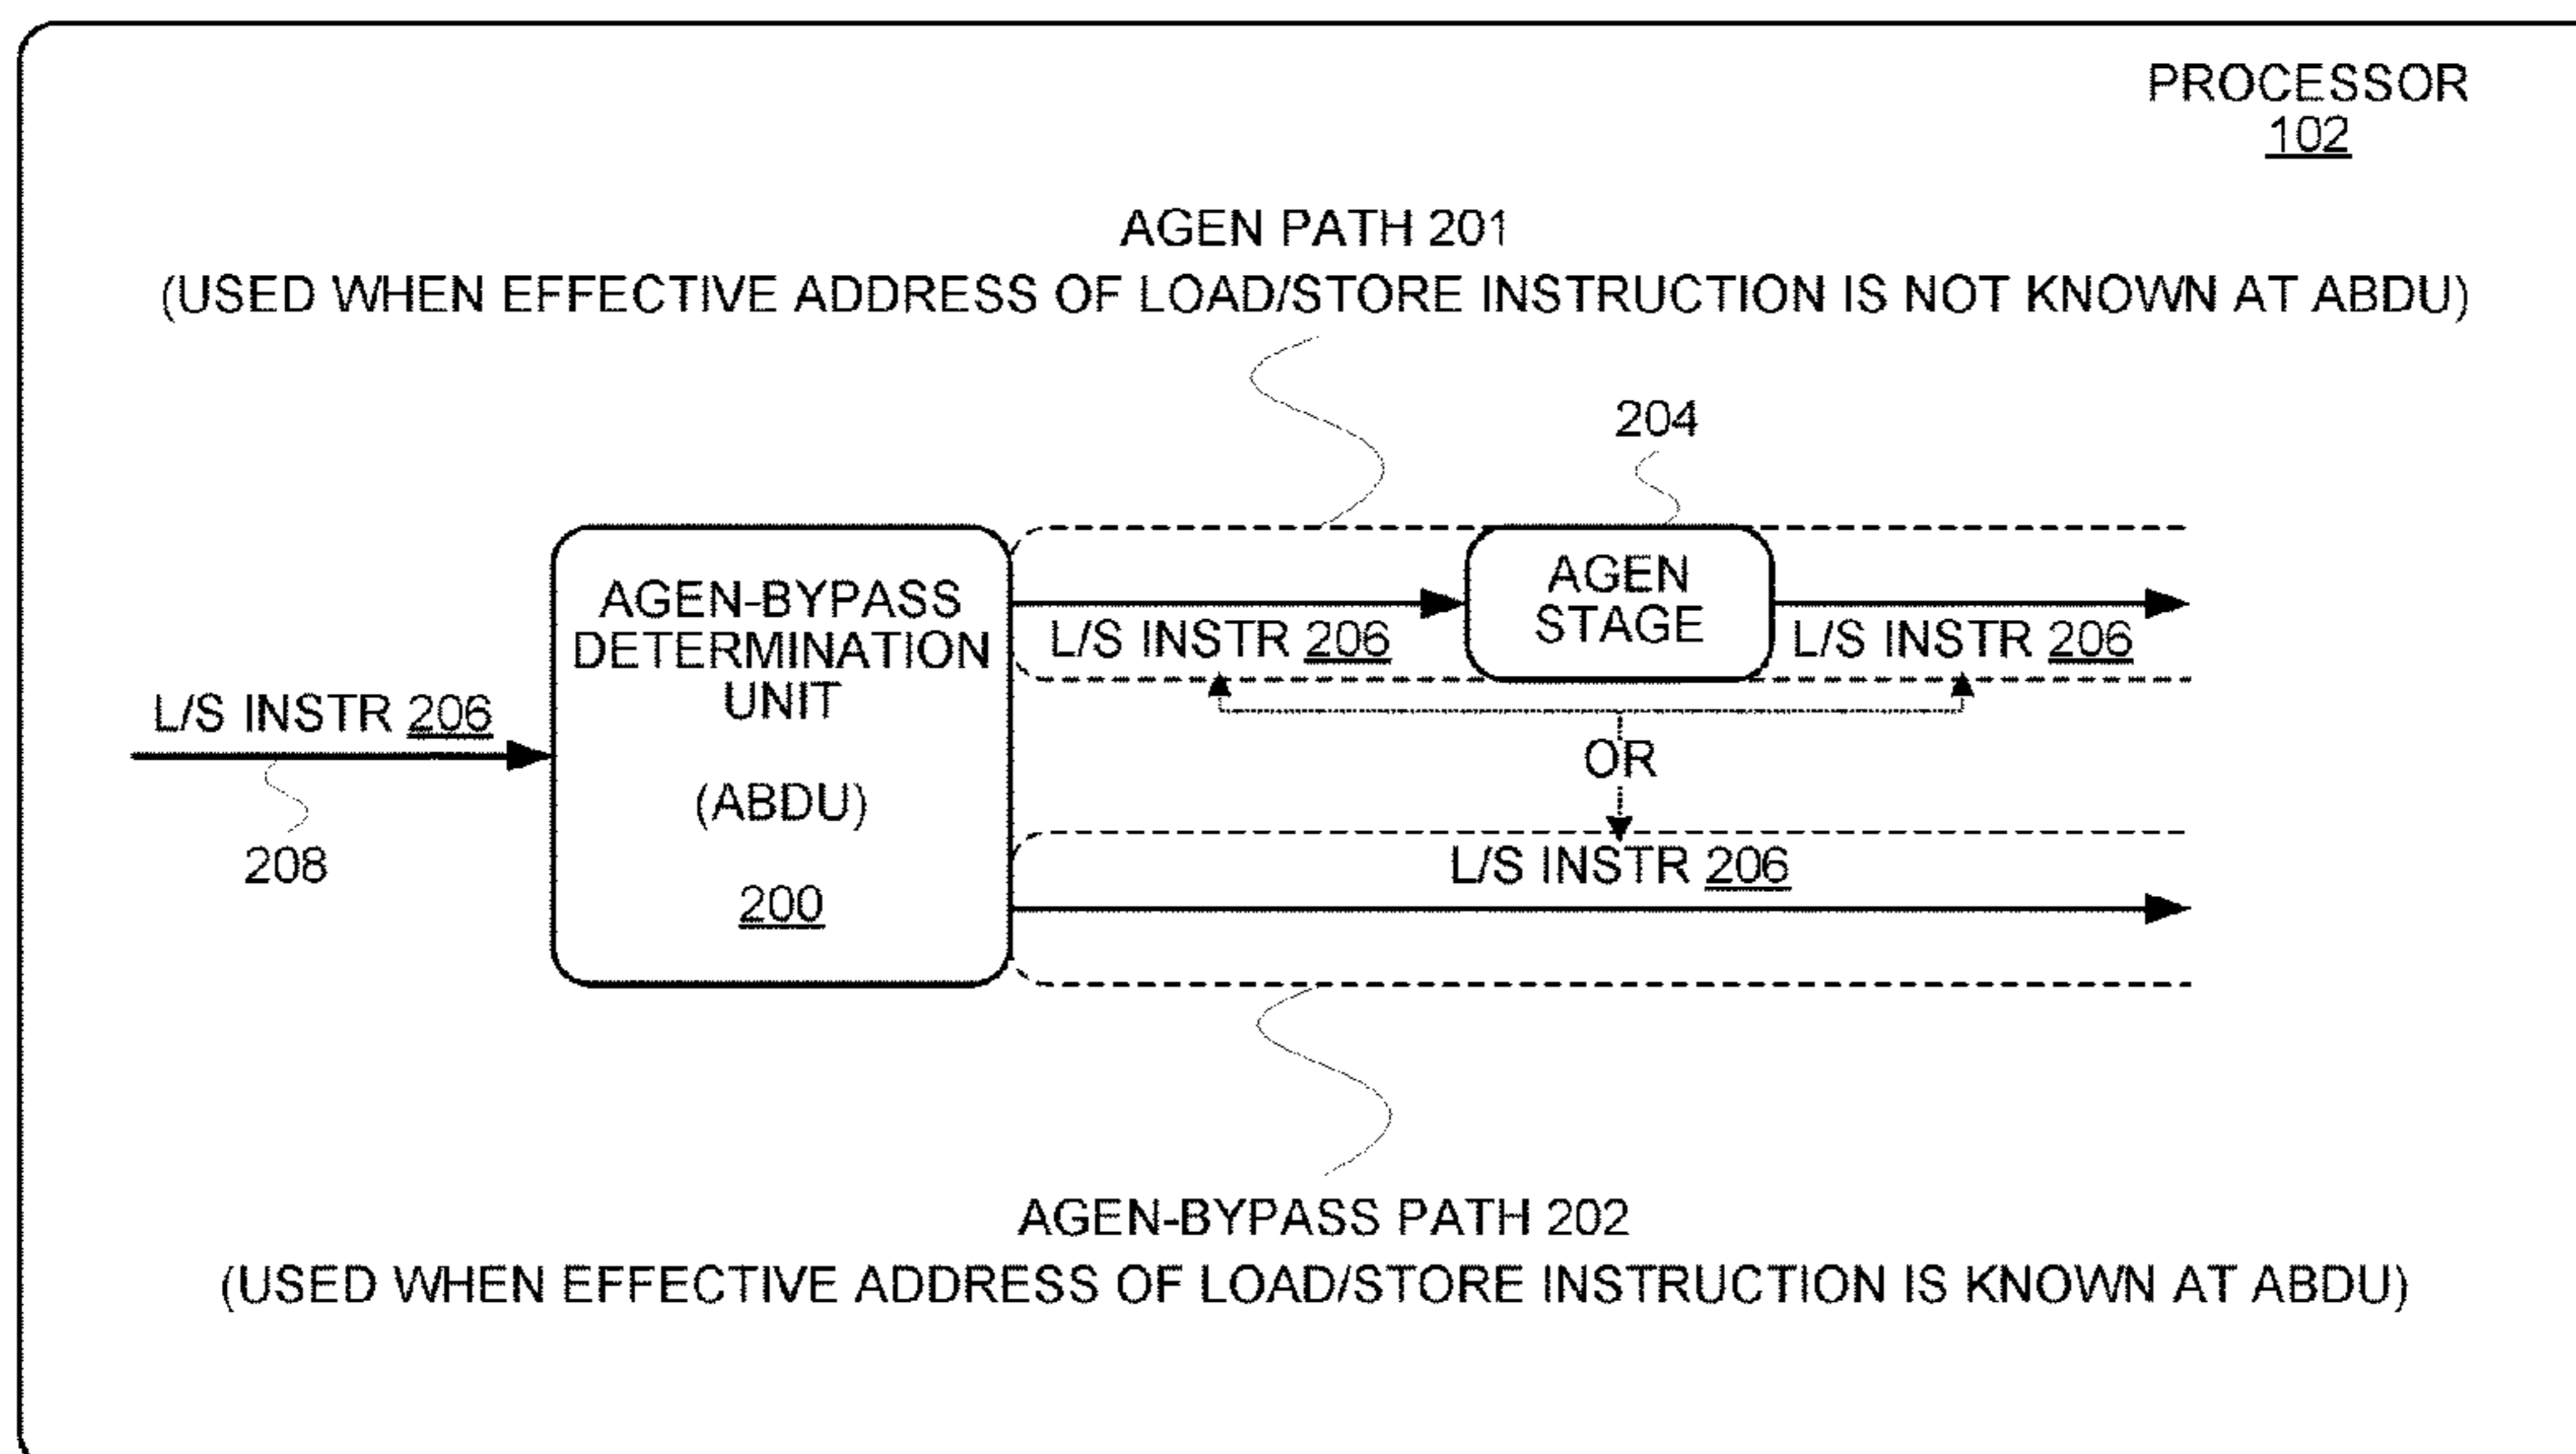 PROCESSOR
102
AGEN PATH 201
(USED WHEN EFFECTIVE ADDRESS OF LOAD/STORE INSTRUCTION IS NOT KNOWN AT ABDU)
204
AGEN-BYPASS
DETERMINATION
UNIT
(ABDU)
200
AGEN
STAGE
L/S INSTR 206
L/S INSTR 206
L/S INSTR 206
208
OR
L/S INSTR 206
AGEN-BYPASS PATH 202
(USED WHEN EFFECTIVE ADDRESS OF LOAD/STORE INSTRUCTION IS KNOWN AT ABDU)